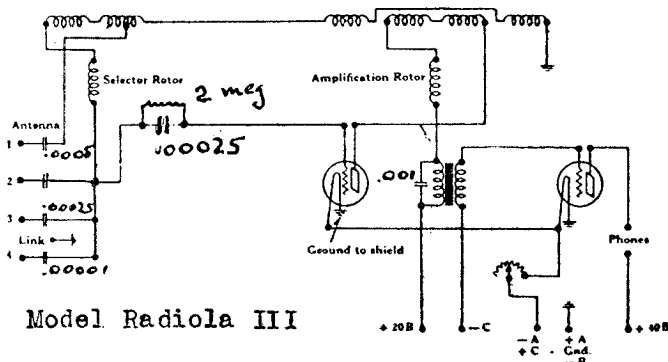 Selector Rotor
Amplification Rotor
2 meg
.00025
Antenna
1
.0005
2
.00025
3
Link
4
.00001
.001
Ground to shield
Phones
Model Radiola III
+ 20 B
– C
– A
+ C
+ A
Gnd.
– B
+ 40 B